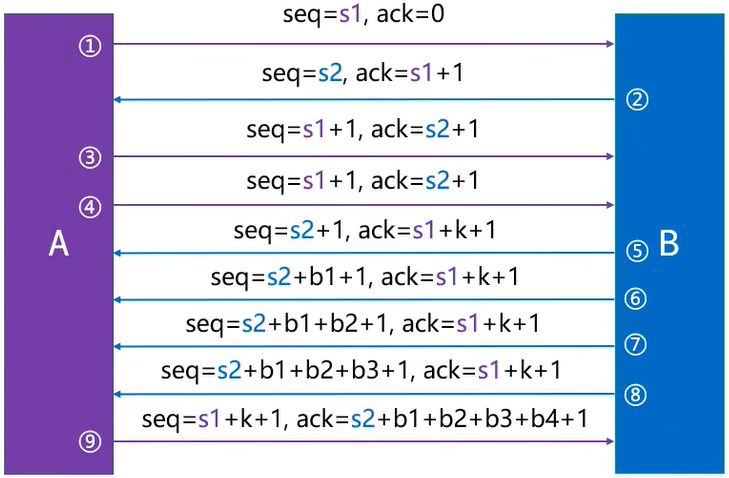 seq=s1, ack=0
①
seq=s2, ack=s1+1
②
seq=s1+1, ack=s2+1
③
seq=s1+1, ack=s2+1
④
A
seq=s2+1, ack=s1+k+1
⑤
B
seq=s2+b1+1, ack=s1+k+1
⑥
seq=s2+b1+b2+1, ack=s1+k+1
⑦
seq=s2+b1+b2+b3+1, ack=s1+k+1
⑧
seq=s1+k+1, ack=s2+b1+b2+b3+b4+1
⑨